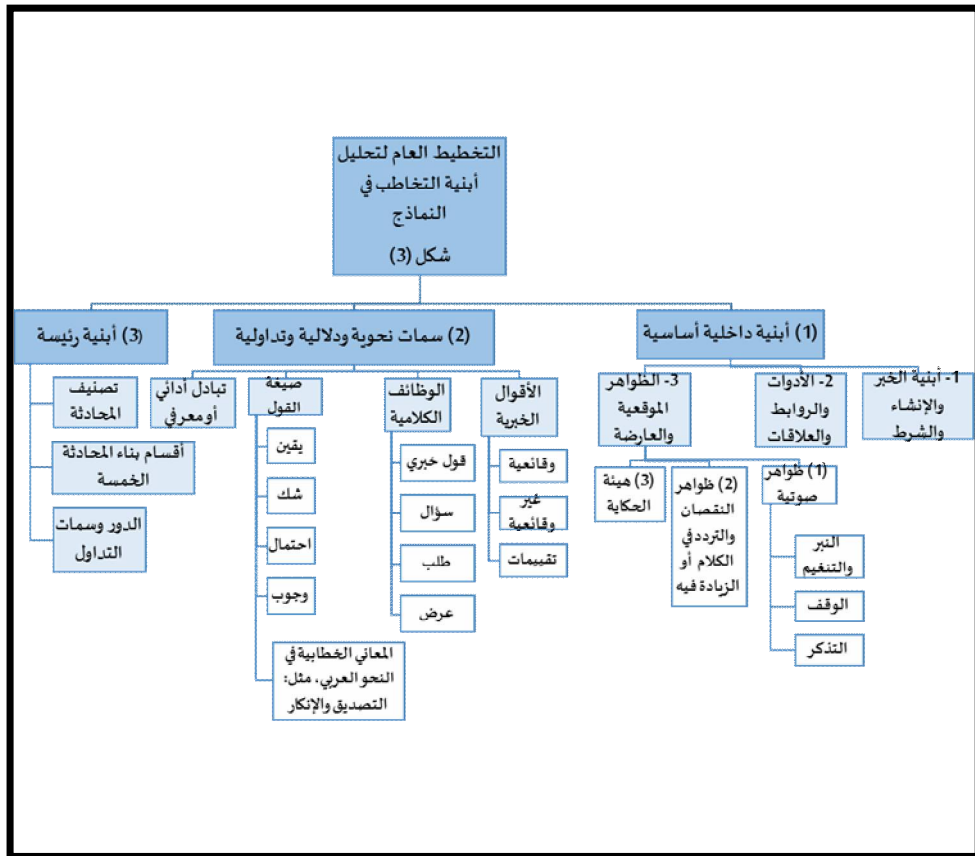 التخطيط العام لتحليل
أبنية التخاطب في
النماذج
شكل (3)
(1) أبنية داخلية أساسية
(2) سمات نحوية ودلالية وتداولية
(3) أبنية رئيسة
1- أبنية الخبر
والإنشاء
والشرط
2- الأدوات
والروابط
والعلاقات
3- الظواهر
الموقعية
والعارضة
(1) ظواهر
صوتية
النبر
والتنغيم
الوقف
التذكر
(2) ظواهر
النقصان
والتردد في
الكلام أو
الزيادة فيه
(3) هيئة
الحكاية
الأقوال
الخبرية
وقائعية
غير
وقائعية
تقييمات
الوظائف
الكلامية
قول خبري
سؤال
طلب
عرض
صيغة
القول
يقين
شك
احتمال
وجوب
المعاني الخطابية في
النحو العربي، مثل:
التصديق والإنكار
تبادل أدائي
أو معرفي
تصنيف
المحادثة
أقسام بناء المحادثة
الخمسة
الدور وسمات
التداول